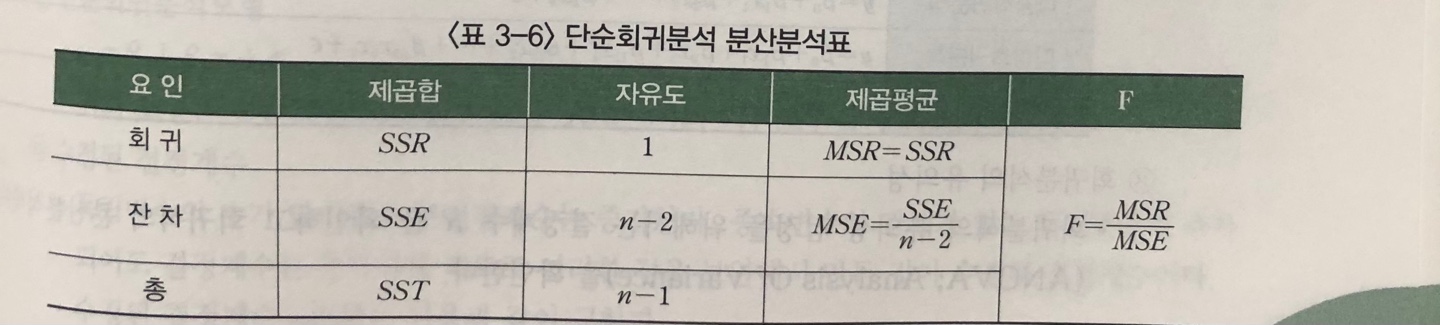 〈표 3-6〉 단순회귀분석 분산분석표
요 인 제곱합 자유도 제곱평균 F
회 귀 SSR 1 MSR=SSR
잔 차 SSE n-2 MSE=SSE/n-2 F=MSR/MSE
총 SST n-1